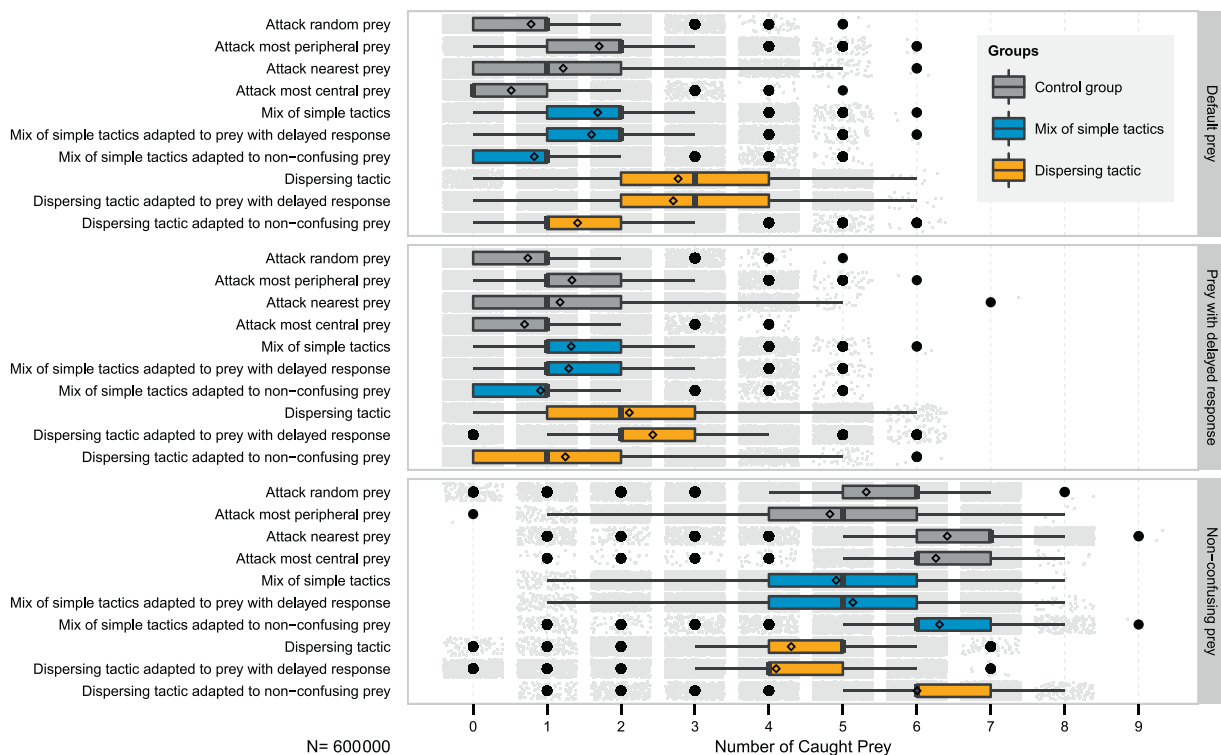 Attack random prey
Attack most peripheral prey
Attack nearest prey
Attack most central prey
Mix of simple tactics
Mix of simple tactics adapted to prey with delayed response
Mix of simple tactics adapted to non−confusing prey
Dispersing tactic
Dispersing tactic adapted to prey with delayed response
Dispersing tactic adapted to non−confusing prey
Groups
Control group
Mix of simple tactics
Dispersing tactic
Default prey
Attack random prey
Attack most peripheral prey
Attack nearest prey
Attack most central prey
Mix of simple tactics
Mix of simple tactics adapted to prey with delayed response
Mix of simple tactics adapted to non−confusing prey
Dispersing tactic
Dispersing tactic adapted to prey with delayed response
Dispersing tactic adapted to non−confusing prey
Prey with delayed response
Attack random prey
Attack most peripheral prey
Attack nearest prey
Attack most central prey
Mix of simple tactics
Mix of simple tactics adapted to prey with delayed response
Mix of simple tactics adapted to non−confusing prey
Dispersing tactic
Dispersing tactic adapted to prey with delayed response
Dispersing tactic adapted to non−confusing prey
Non−confusing prey
0 1 2 3 4 5 6 7 8 9
N= 600000
Number of Caught Prey